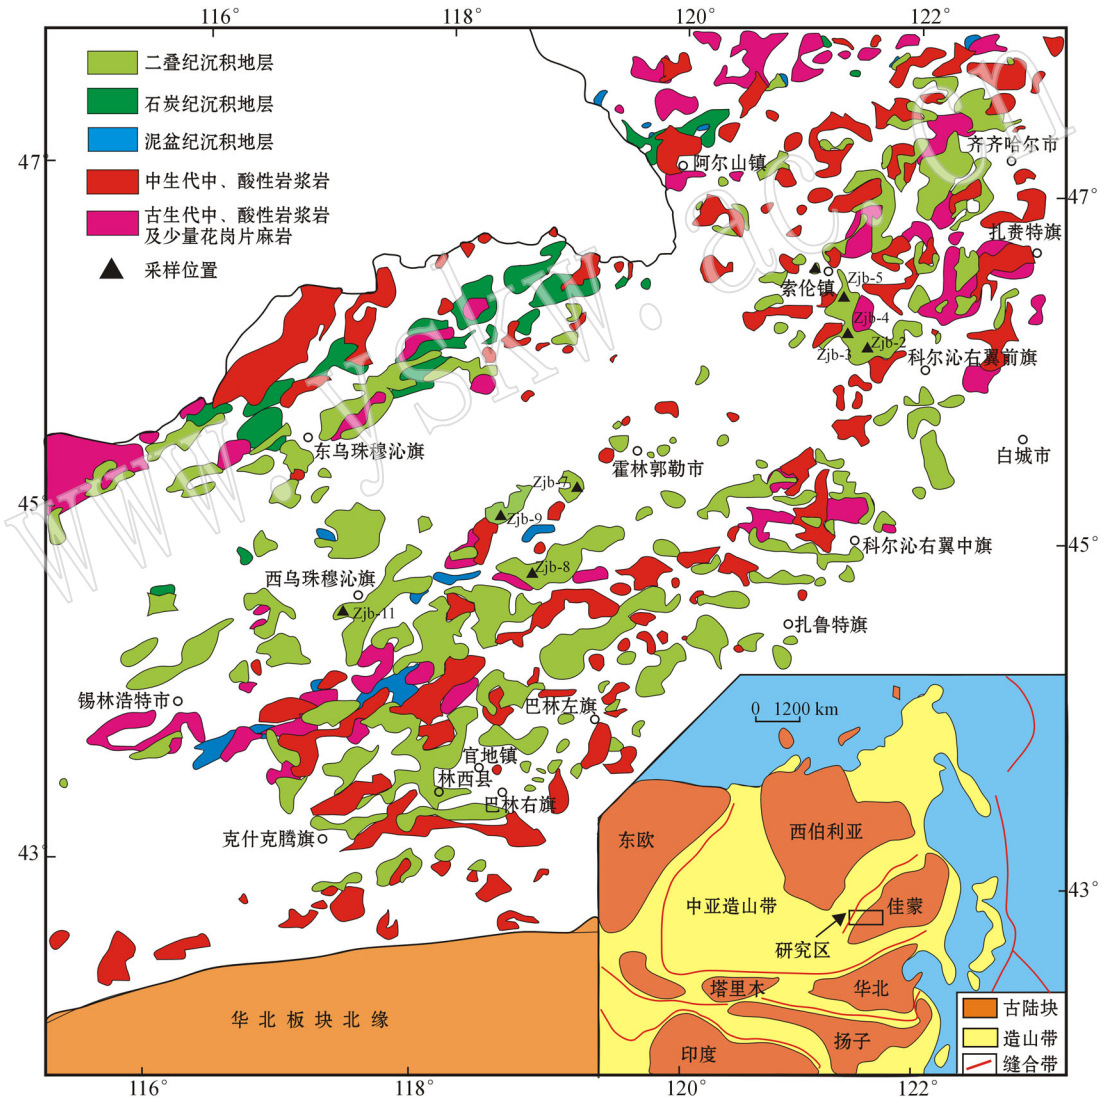 116°
118°
120°
122°
二叠纪沉积地层
石炭纪沉积地层
泥盆纪沉积地层
中生代中、酸性岩浆岩
古生代中、酸性岩浆岩
及少量花岗片麻岩
采样位置
47°
47°
齐齐哈尔市
阿尔山镇
扎赉特旗
索伦镇
Zjb-5
Zjb-4
Zjb-3
Zjb-2
科尔沁右翼前旗
东乌珠穆沁旗
霍林郭勒市
白城市
Zjb-7
45°
Zjb-9
45°
科尔沁右翼中旗
Zjb-8
西乌珠穆沁旗
Zjb-11
扎鲁特旗
锡林浩特市
巴林左旗
官地镇
林西县
巴林右旗
克什克腾旗
43°
43°
华北板块北缘
0 1200 km
东欧
西伯利亚
中亚造山带
佳蒙
研究区
塔里木
华北
扬子
印度
古陆块
造山带
缝合带
116°
118°
120°
122°
www.yskw.ac.cn